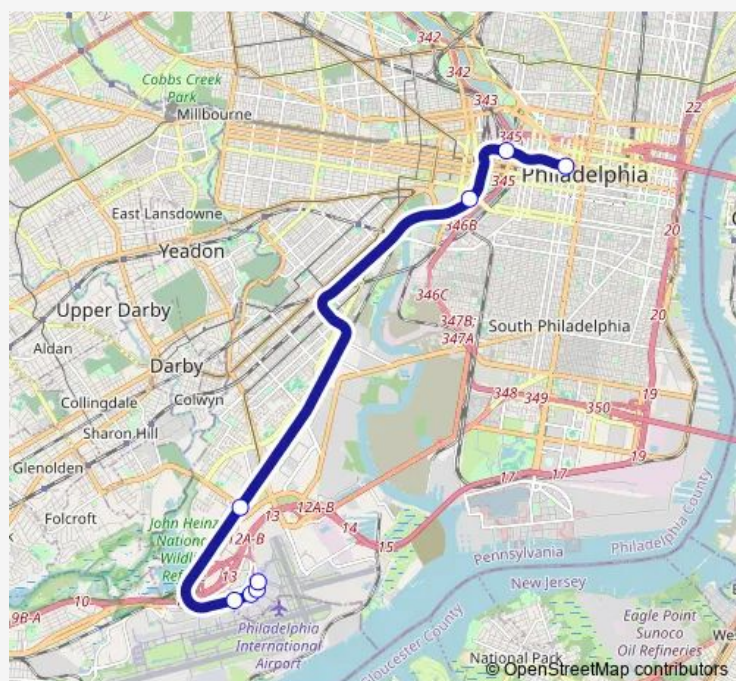 342
342
22
Cobbs Creek
Park
Millbourne
343
345
Philadelphia
345
East Lansdowne
346B
20
Yeadon
346C
Upper Darby
347B;
347A
South Philadelphia
20
Aldan
Darby
348
349
350
19
Collingdale
Colwyn
Sharon Hill
19
Glenolden
17
17
Folcroft
John Heinz
Nation
Wildl
Ref
13
12A-B
14
15
12A-B
Pennsylvania
Philadelphia County
13
New Jersey
10
9B-A
Philadelphia
International
Airport
Gloucester County
Eagle Point
Sunoco
Oil Refineries
National Park
We
© OpenStreetMap contributors